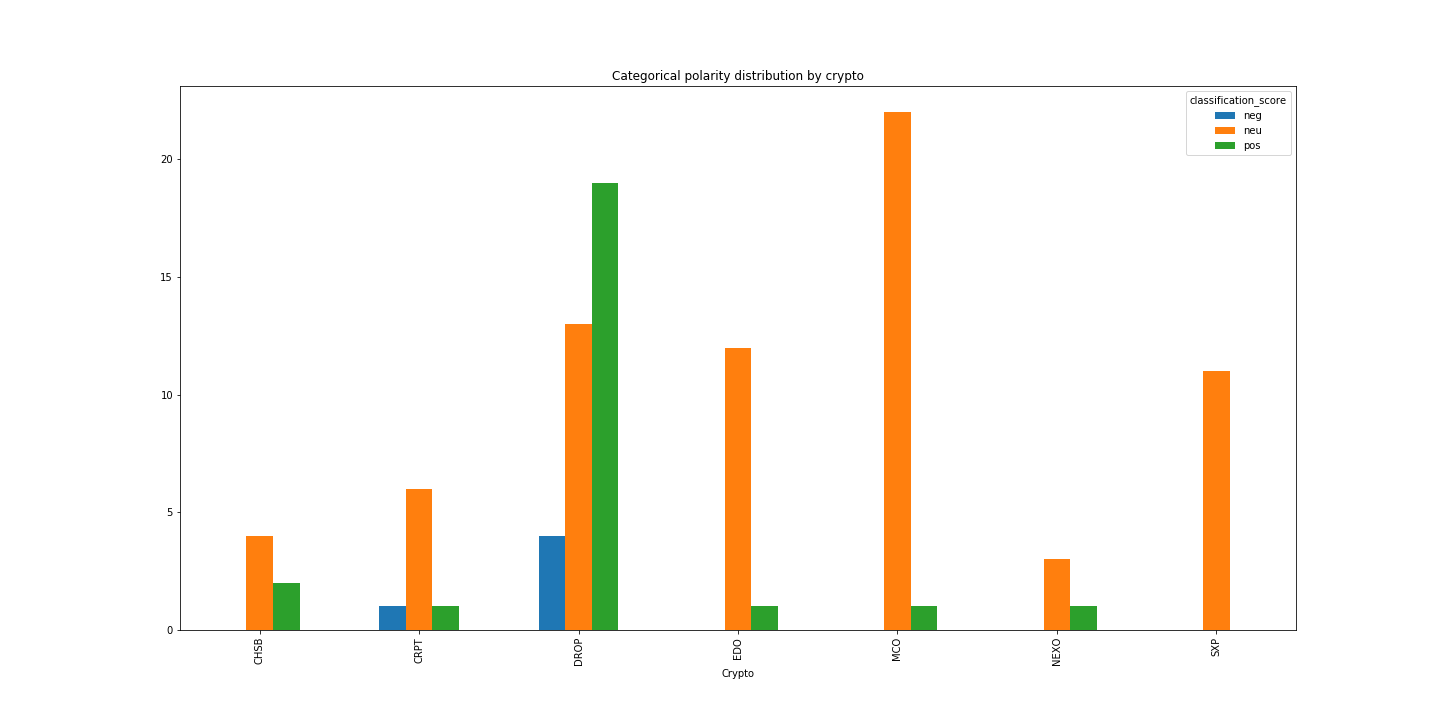 Categorical polarity distribution by crypto
classification_score
neg
neu
pos
20
15
10
5
0
CHSB
CRPT
DROP
EDO
MCO
NEXO
SXP
Crypto